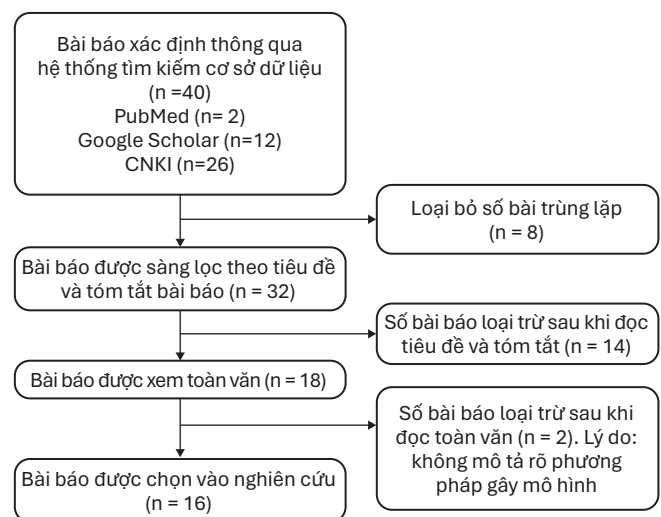 Bài báo xác định thông qua
hệ thống tìm kiếm cơ sở dữ liệu
(n =40)
PubMed (n= 2)
Google Scholar (n=12)
CNKI (n=26)
Loại bỏ số bài trùng lặp
(n = 8)
Bài báo được sàng lọc theo tiêu đề
và tóm tắt bài báo (n = 32)
Số bài báo loại trừ sau khi đọc
tiêu đề và tóm tắt (n = 14)
Bài báo được xem toàn văn (n = 18)
Số bài báo loại trừ sau khi
đọc toàn văn (n = 2). Lý do:
không mô tả rõ phương
pháp gây mô hình
Bài báo được chọn vào nghiên cứu
(n = 16)